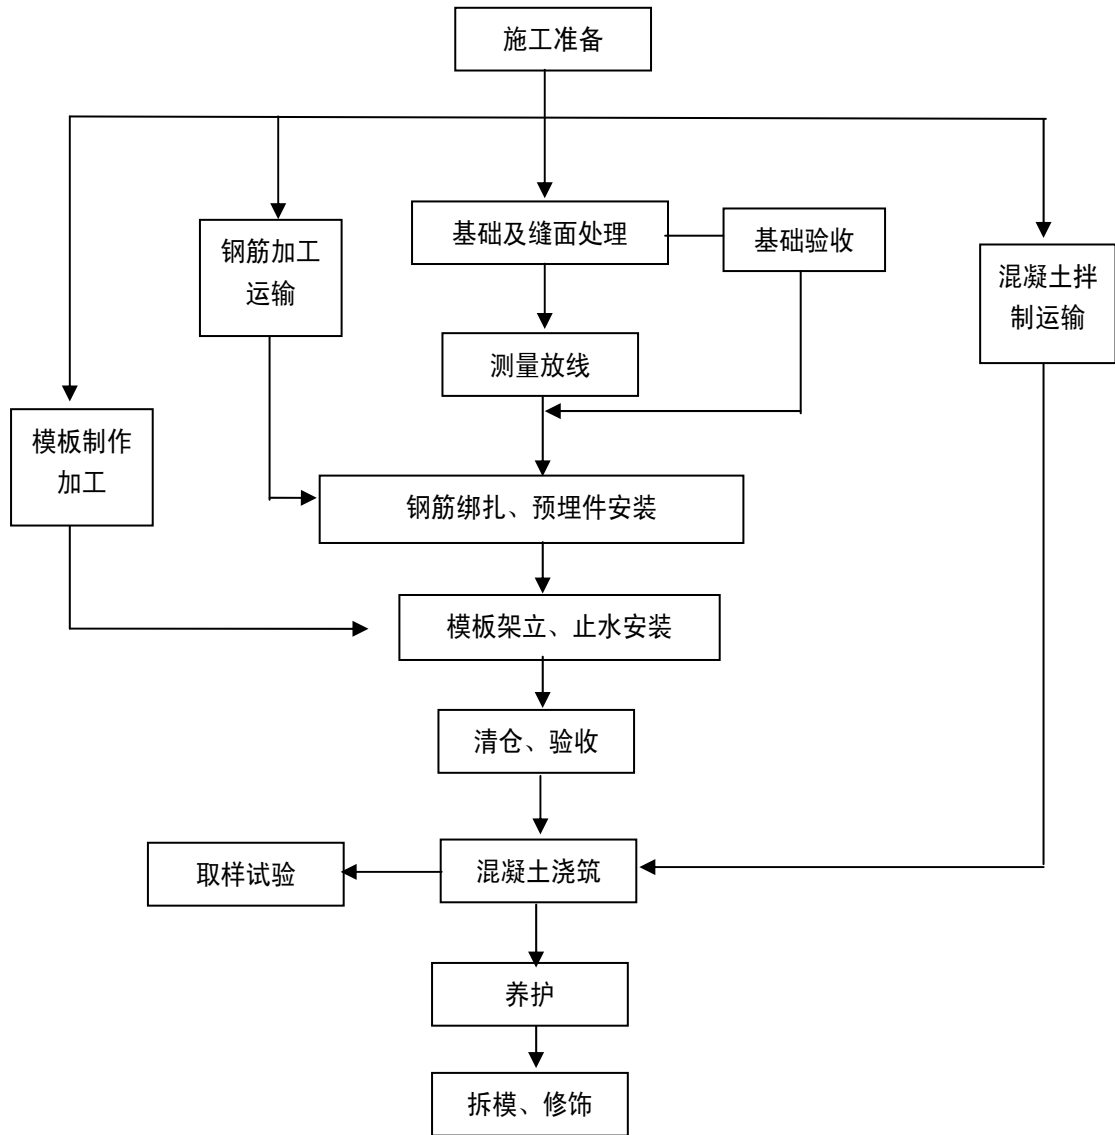 施工准备
基础及缝面处理
基础验收
钢筋加工
运输
混凝土拌
制运输
测量放线
模板制作
加工
钢筋绑扎、预埋件安装
模板架立、止水安装
清仓、验收
取样试验
混凝土浇筑
养护
拆模、修饰